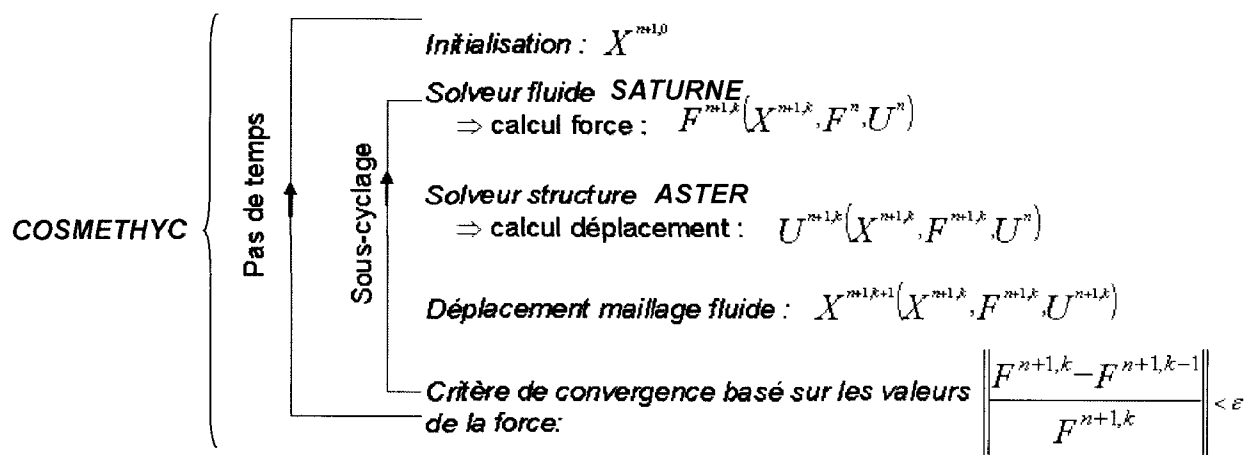 COSMETHYC
Pas de temps
Sous-cyclage
Initialisation : X^{n+1,0}
Solveur fluide SATURNE
⇒ calcul force : F^{n+1,k}(X^{n+1,k}, F^n, U^n)
Solveur structure ASTER
⇒ calcul déplacement : U^{n+1,k}(X^{n+1,k}, F^{n+1,k}, U^n)
Déplacement maillage fluide : X^{n+1,k+1}(X^{n+1,k}, F^{n+1,k}, U^{n+1,k})
Critère de convergence basé sur les valeurs
de la force:
‖(F^{n+1,k} − F^{n+1,k−1}) / F^{n+1,k}‖ < ε